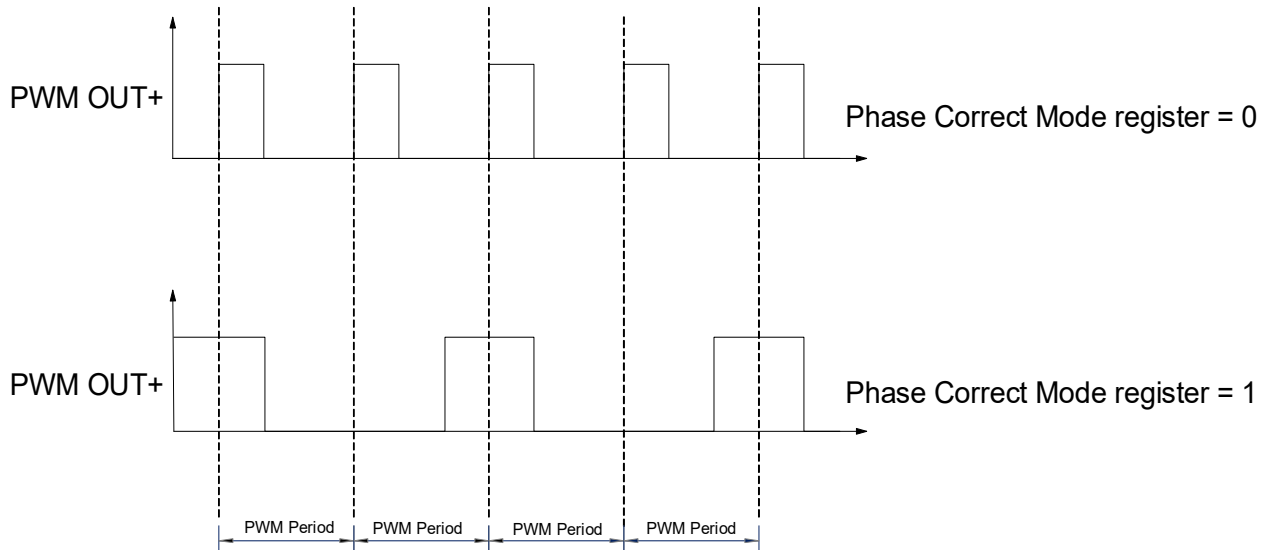 PWM OUT+
Phase Correct Mode register = 0
PWM OUT+
Phase Correct Mode register = 1
PWM Period
PWM Period
PWM Period
PWM Period